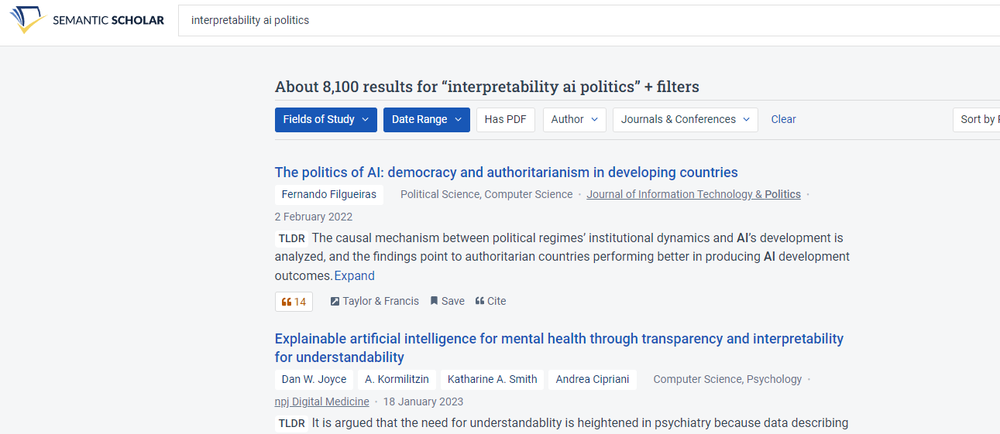 SEMANTIC SCHOLAR
interpretability ai politics
About 8,100 results for “interpretability ai politics” + filters
Fields of Study Date Range Has PDF Author Journals & Conferences Clear Sort by
The politics of AI: democracy and authoritarianism in developing countries
Fernando Filgueiras Political Science, Computer Science · Journal of Information Technology & Politics ·
2 February 2022
TLDR The causal mechanism between political regimes’ institutional dynamics and AI’s development is
analyzed, and the findings point to authoritarian countries performing better in producing AI development
outcomes.Expand
14 Taylor & Francis Save Cite
Explainable artificial intelligence for mental health through transparency and interpretability
for understandability
Dan W. Joyce A. Kormilitzin Katharine A. Smith Andrea Cipriani Computer Science, Psychology ·
npj Digital Medicine · 18 January 2023
TLDR It is argued that the need for understandablity is heightened in psychiatry because data describing